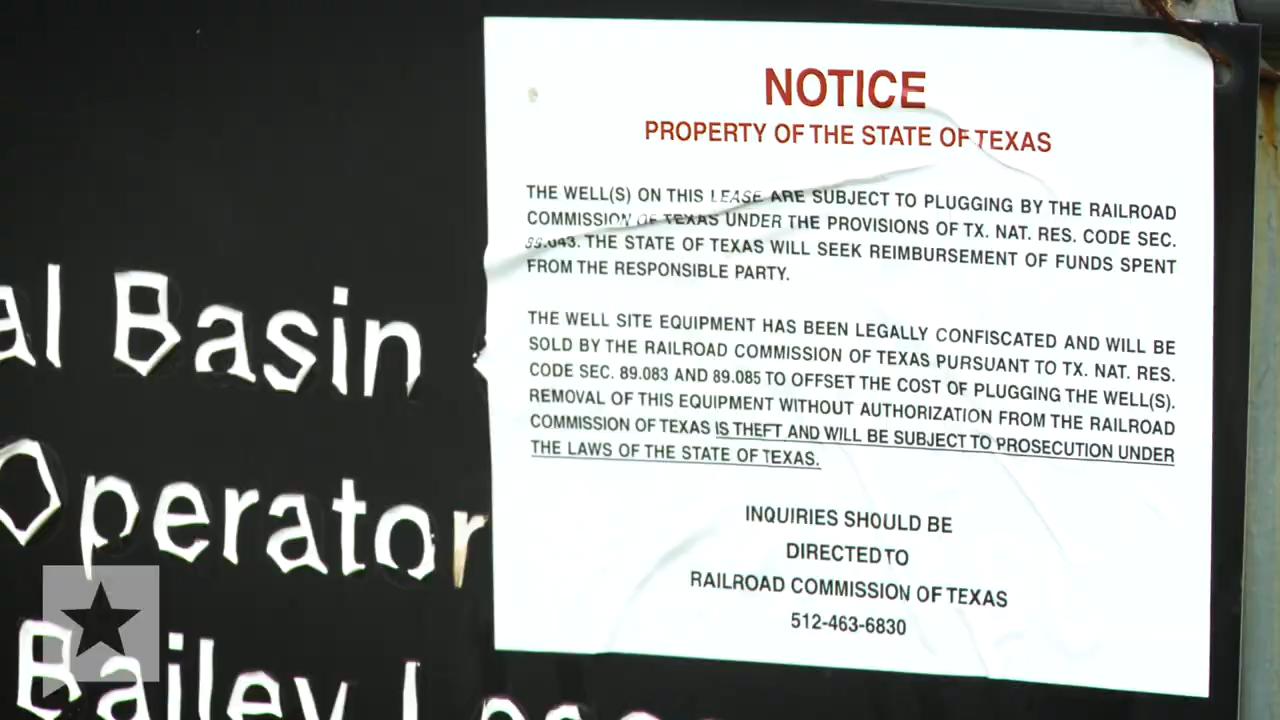 NOTICE
PROPERTY OF THE STATE OF TEXAS
THE WELL(S) ON THIS LEASE ARE SUBJECT TO PLUGGING BY THE RAILROAD
COMMISSION OF TEXAS UNDER THE PROVISIONS OF TX. NAT. RES. CODE SEC.
89.043. THE STATE OF TEXAS WILL SEEK REIMBURSEMENT OF FUNDS SPENT
FROM THE RESPONSIBLE PARTY.
THE WELL SITE EQUIPMENT HAS BEEN LEGALLY CONFISCATED AND WILL BE
SOLD BY THE RAILROAD COMMISSION OF TEXAS PURSUANT TO TX. NAT. RES.
CODE SEC. 89.083 AND 89.085 TO OFFSET THE COST OF PLUGGING THE WELL(S).
REMOVAL OF THIS EQUIPMENT WITHOUT AUTHORIZATION FROM THE RAILROAD
COMMISSION OF TEXAS IS THEFT AND WILL BE SUBJECT TO PROSECUTION UNDER
THE LAWS OF THE STATE OF TEXAS.
INQUIRIES SHOULD BE
DIRECTED TO
RAILROAD COMMISSION OF TEXAS
512-463-6830
al Basin
Operator
Bailey